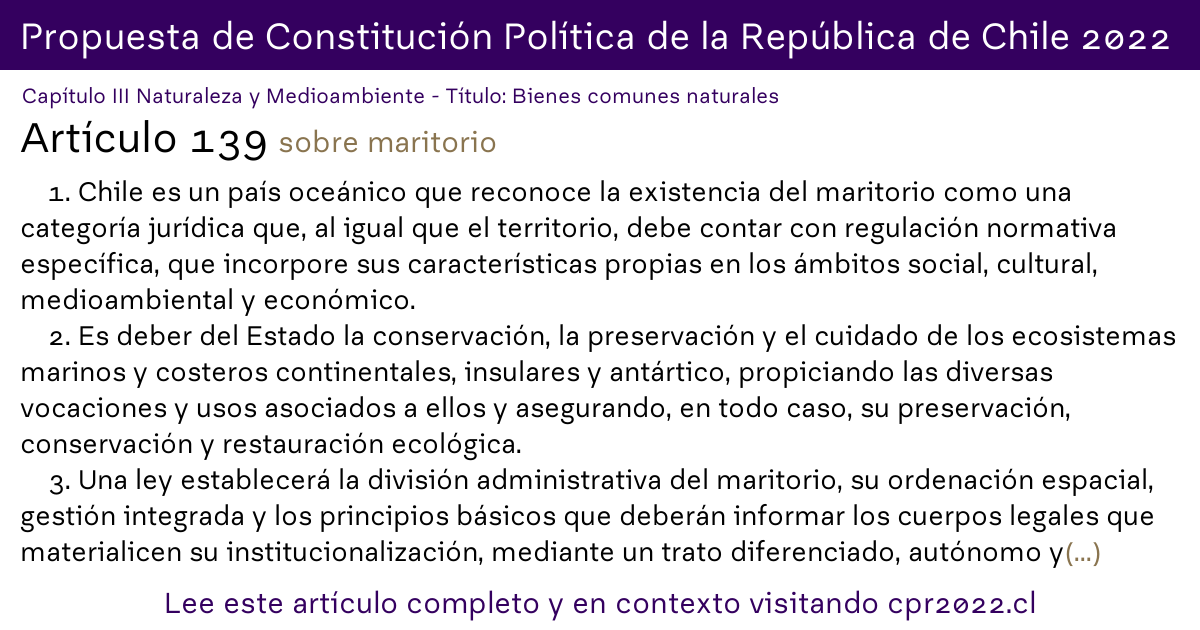 Propuesta de Constitución Política de la República de Chile 2022
Capítulo III Naturaleza y Medioambiente - Título: Bienes comunes naturales
Artículo 139 sobre maritorio
1. Chile es un país oceánico que reconoce la existencia del maritorio como una
categoría jurídica que, al igual que el territorio, debe contar con regulación normativa
específica, que incorpore sus características propias en los ámbitos social, cultural,
medioambiental y económico.
2. Es deber del Estado la conservación, la preservación y el cuidado de los ecosistemas
marinos y costeros continentales, insulares y antártico, propiciando las diversas
vocaciones y usos asociados a ellos y asegurando, en todo caso, su preservación,
conservación y restauración ecológica.
3. Una ley establecerá la división administrativa del maritorio, su ordenación espacial,
gestión integrada y los principios básicos que deberán informar los cuerpos legales que
materialicen su institucionalización, mediante un trato diferenciado, autónomo y(...)
Lee este artículo completo y en contexto visitando cpr2022.cl